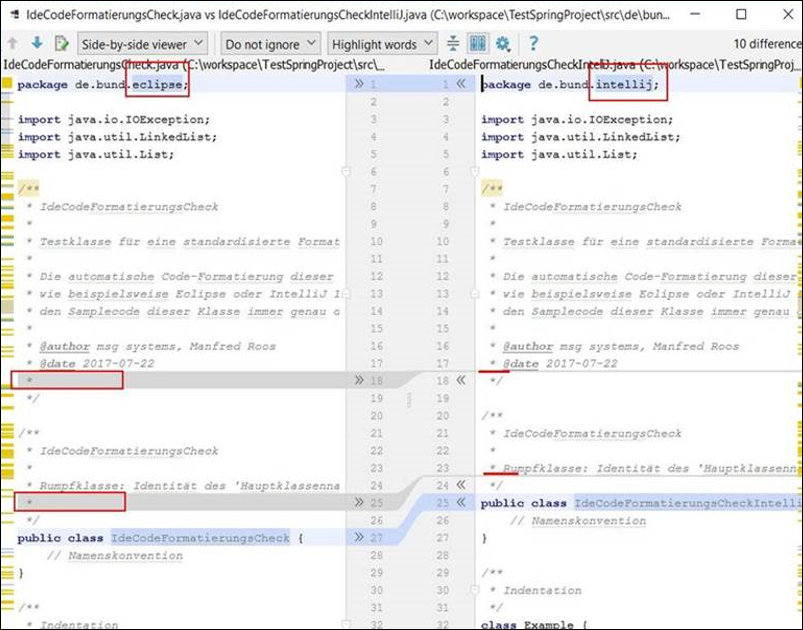 IdeCodeFormatierungsCheck.java vs IdeCodeFormatierungsCheckIntelliJ.java (C:\workspace\TestSpringProject\src\de\bun...
Side-by-side viewer Do not ignore Highlight words ? 10 difference
IdeCodeFormatierungsCheck.java (C:\workspace\TestSpringProject\src\...
package de.bund.eclipse;
import java.io.IOException;
import java.util.LinkedList;
import java.util.List;
/**
* IdeCodeFormatierungsCheck
*
* Testklasse für eine standardisierte Format
*
* Die automatische Code-Formatierung dieser
* wie beispielsweise Eclipse oder IntelliJ I
* den Samplecode dieser Klasse immer genau d
*
* @author msg systems, Manfred Roos
* @date 2017-07-22
*
*/
/**
* IdeCodeFormatierungsCheck
*
* Rumpfklasse: Identität des 'Hauptklassenna
*
*/
public class IdeCodeFormatierungsCheck {
// Namenskonvention
}
/**
* Indentation
» 1
2
3
4
5
6
7
8
9
10
11
12
13
14
15
16
17
» 18
19
20
21
22
23
24
» 25
26
» 27
28
29
30
31
32
1 «
2
3
4
5
6
7
8
9
10
11
12
13
14
15
16
17
18 «
19
20
21
22
23
24 «
25 «
26
27
28
29
30
31
32
IdeCodeFormatierungsCheckIntelliJ.java (C:\workspace\TestSpringProj...
package de.bund.intellij;
import java.io.IOException;
import java.util.LinkedList;
import java.util.List;
/**
* IdeCodeFormatierungsCheck
*
* Testklasse für eine standardisierte Forma
*
* Die automatische Code-Formatierung dieser
* wie beispielsweise Eclipse oder IntelliJ
* den Samplecode dieser Klasse immer genau
*
* @author msg systems, Manfred Roos
* @date 2017-07-22
*/
/**
* IdeCodeFormatierungsCheck
*
* Rumpfklasse: Identität des 'Hauptklassenna
*/
public class IdeCodeFormatierungsCheckIntelli
// Namenskonvention
}
/**
* Indentation
*/
class Example {